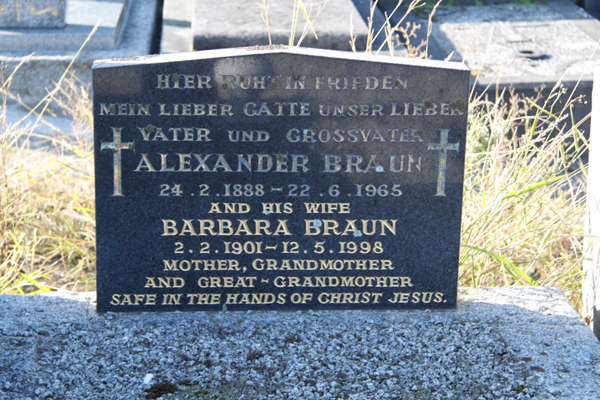 HIER RUHT IN FRIEDEN
MEIN LIEBER GATTE UNSER LIEBER
VATER UND GROSSVATER
ALEXANDER BRAUN
24.2.1888 - 22.6.1965
AND HIS WIFE
BARBARA BRAUN
2.2.1901 - 12.5.1998
MOTHER, GRANDMOTHER
AND GREAT-GRANDMOTHER
SAFE IN THE HANDS OF CHRIST JESUS.